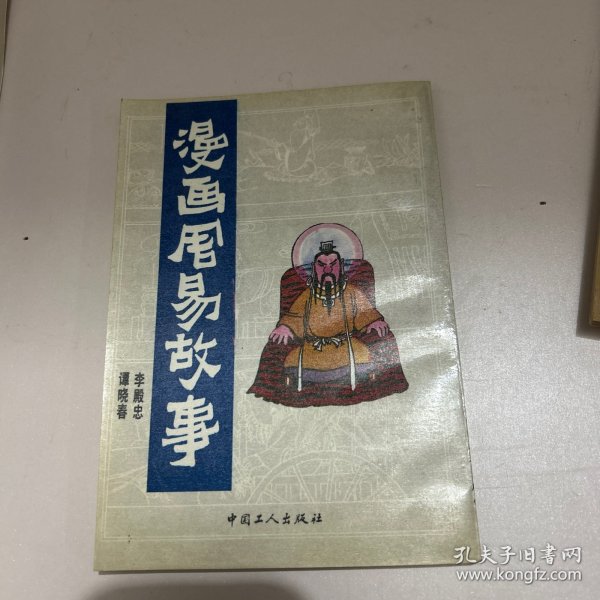 漫画周易故事
李殿忠
谭晓春
中国工人出版社
孔夫子旧书网
www.kongfz.com